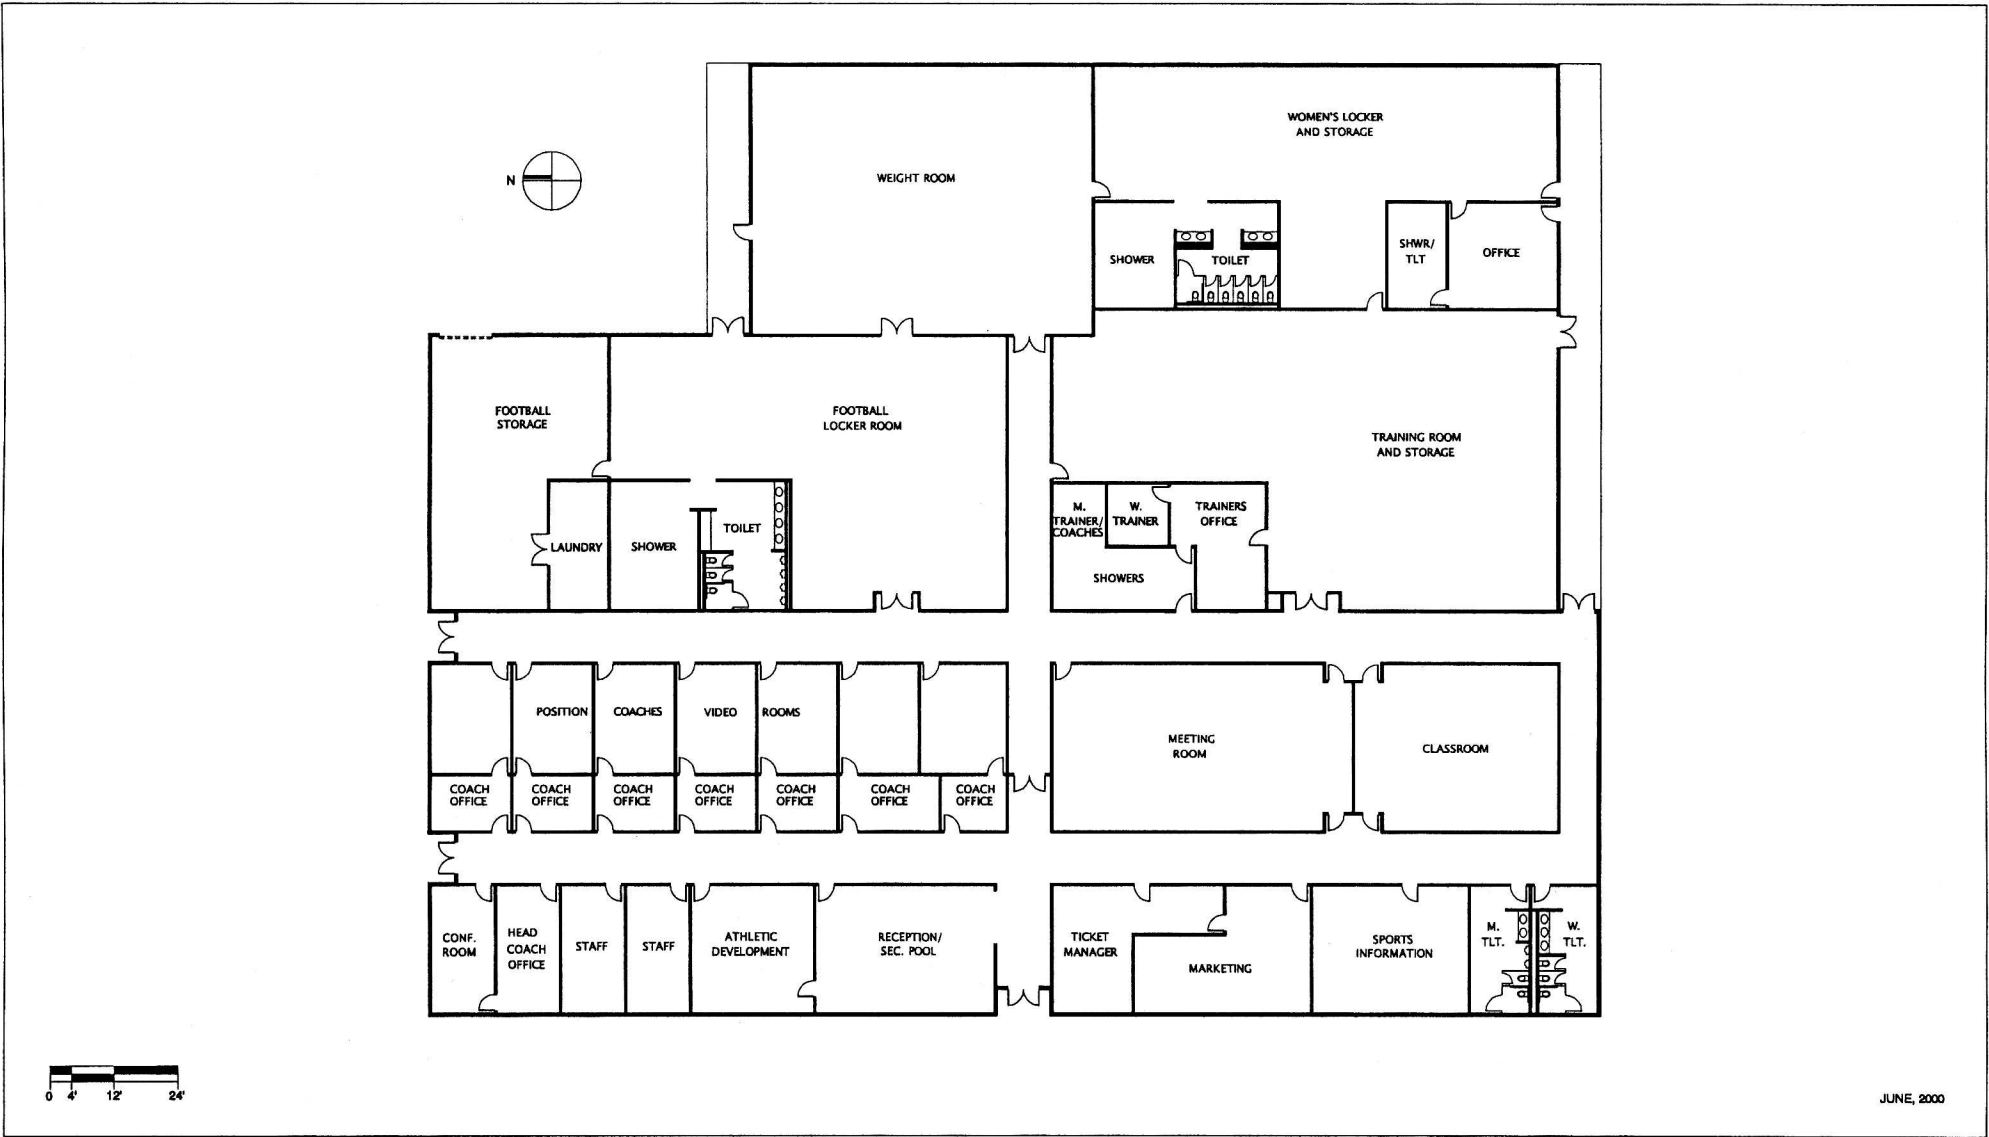 WOMEN'S LOCKER
AND STORAGE
N
WEIGHT ROOM
SHOWER
TOILET
SHWR/
TLT
OFFICE
FOOTBALL
STORAGE
FOOTBALL
LOCKER ROOM
TRAINING ROOM
AND STORAGE
LAUNDRY
SHOWER
TOILET
M.
TRAINER/
COACHES
W.
TRAINER
TRAINERS
OFFICE
SHOWERS
POSITION COACHES VIDEO ROOMS
MEETING
ROOM
CLASSROOM
COACH
OFFICE
COACH
OFFICE
COACH
OFFICE
COACH
OFFICE
COACH
OFFICE
COACH
OFFICE
COACH
OFFICE
CONF.
ROOM
HEAD
COACH
OFFICE
STAFF
STAFF
ATHLETIC
DEVELOPMENT
RECEPTION/
SEC. POOL
TICKET
MANAGER
MARKETING
SPORTS
INFORMATION
M.
TLT.
W.
TLT.
0 4' 12' 24'
JUNE, 2000